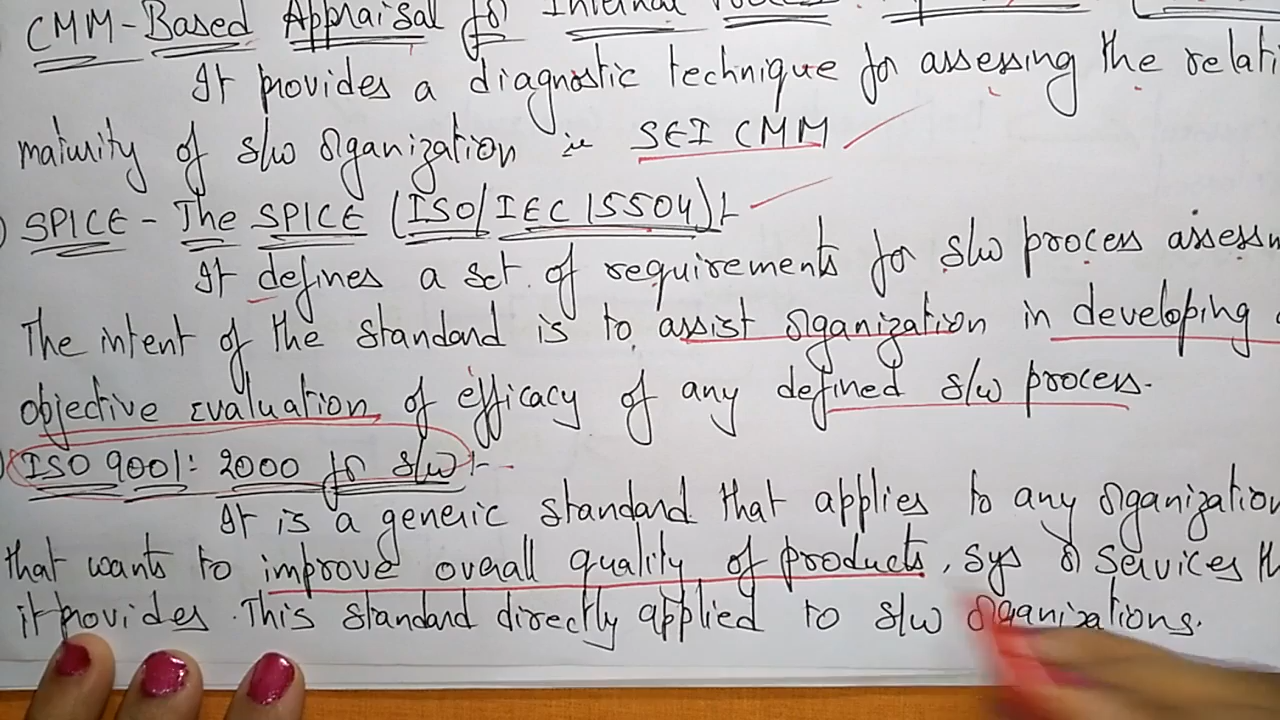 CMM-Based Appraisal for Internal
It provides a diagnostic technique for assessing the relati
maturity of s/w organization ie SEI CMM
SPICE - The SPICE (ISO/IEC 15504):-
It defines a set of requirements for s/w process assessm
The intent of the standard is to assist organization in developing
objective evaluation of efficacy of any defined s/w process.
ISO 9001: 2000 for s/w:-
It is a generic standard that applies to any organization
that wants to improve overall quality of products, sys & services th
it provides. This standard directly applied to s/w organizations.